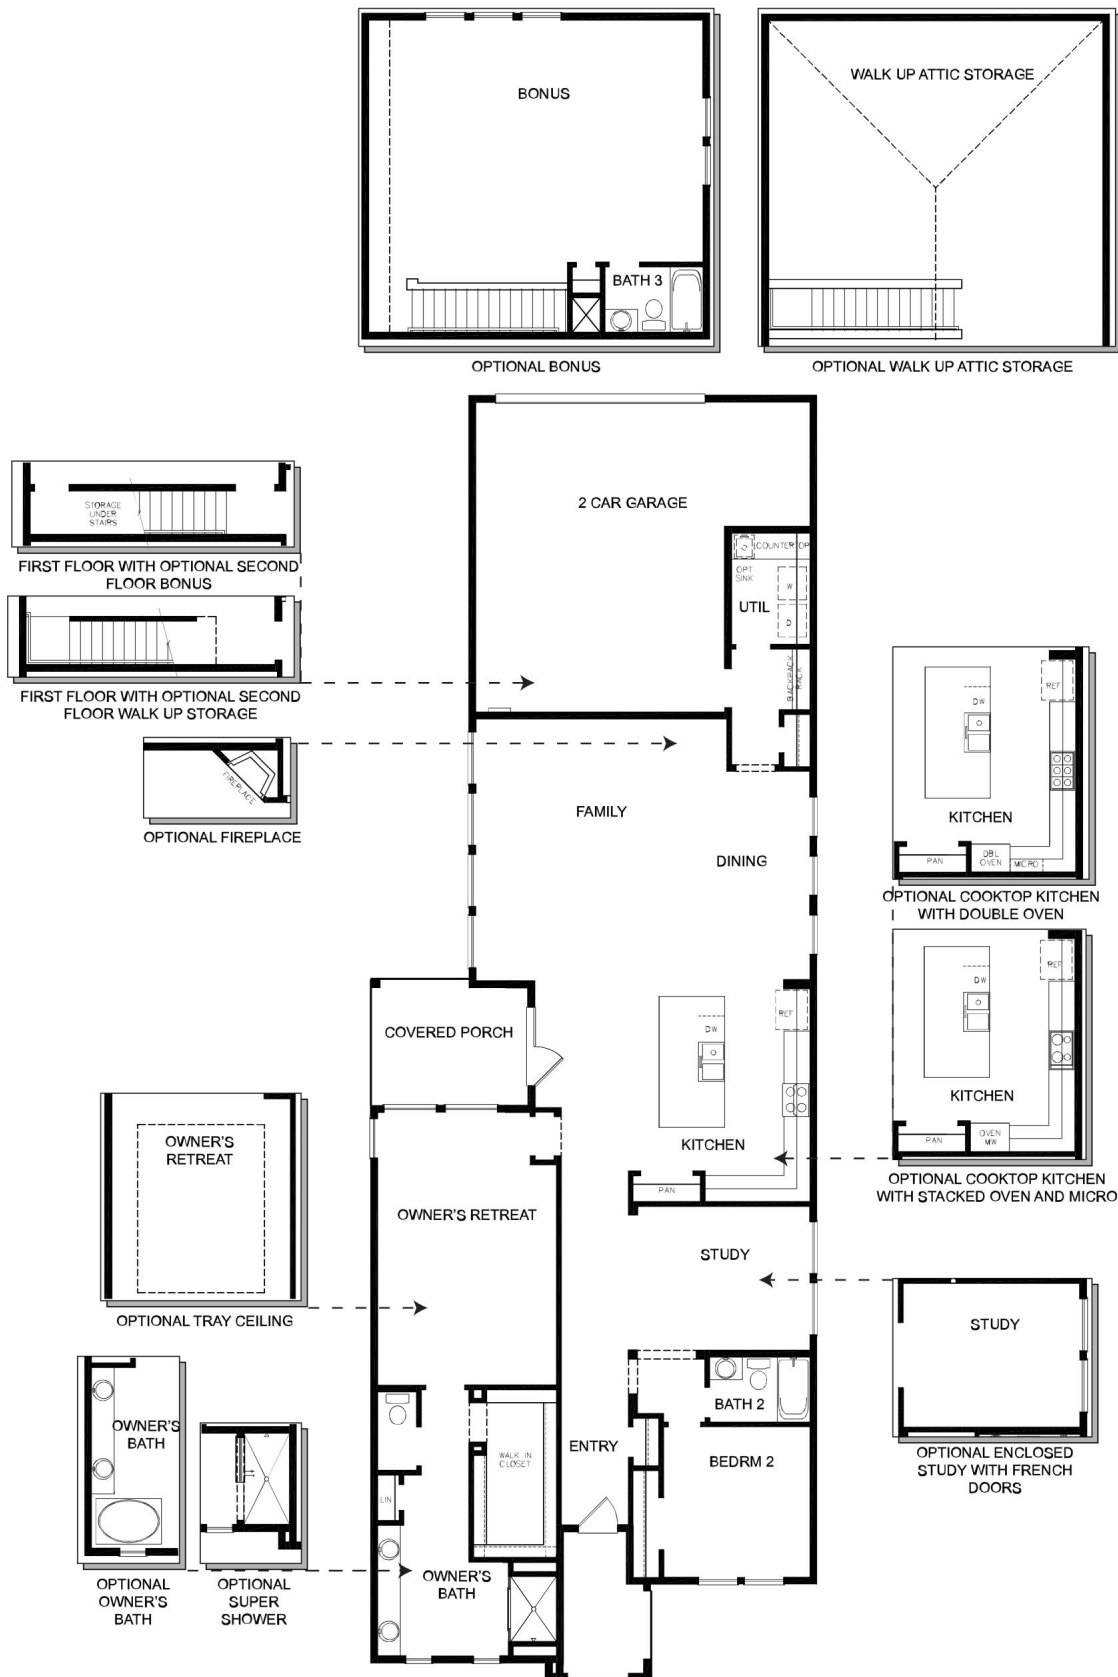 BONUS
BATH 3
OPTIONAL BONUS
WALK UP ATTIC STORAGE
OPTIONAL WALK UP ATTIC STORAGE
STORAGE
UNDER
STAIRS
FIRST FLOOR WITH OPTIONAL SECOND
FLOOR BONUS
FIRST FLOOR WITH OPTIONAL SECOND
FLOOR WALK UP STORAGE
FIREPLACE
OPTIONAL FIREPLACE
2 CAR GARAGE
COUNTERTOP
OPT
SINK
W
UTIL
D
BACKPACK
RACK
FAMILY
DINING
REF
DW
KITCHEN
DBL
OVEN
MICRO
PAN
OPTIONAL COOKTOP KITCHEN
WITH DOUBLE OVEN
REF
DW
KITCHEN
OVEN
MW
PAN
OPTIONAL COOKTOP KITCHEN
WITH STACKED OVEN AND MICRO
COVERED PORCH
REF
DW
KITCHEN
PAN
OWNER'S
RETREAT
OPTIONAL TRAY CEILING
OWNER'S RETREAT
STUDY
STUDY
OPTIONAL ENCLOSED
STUDY WITH FRENCH
DOORS
BATH 2
ENTRY
BEDRM 2
WALK IN
CLOSET
LIN
OWNER'S
BATH
OWNER'S
BATH
OPTIONAL
OWNER'S
BATH
OPTIONAL
SUPER
SHOWER